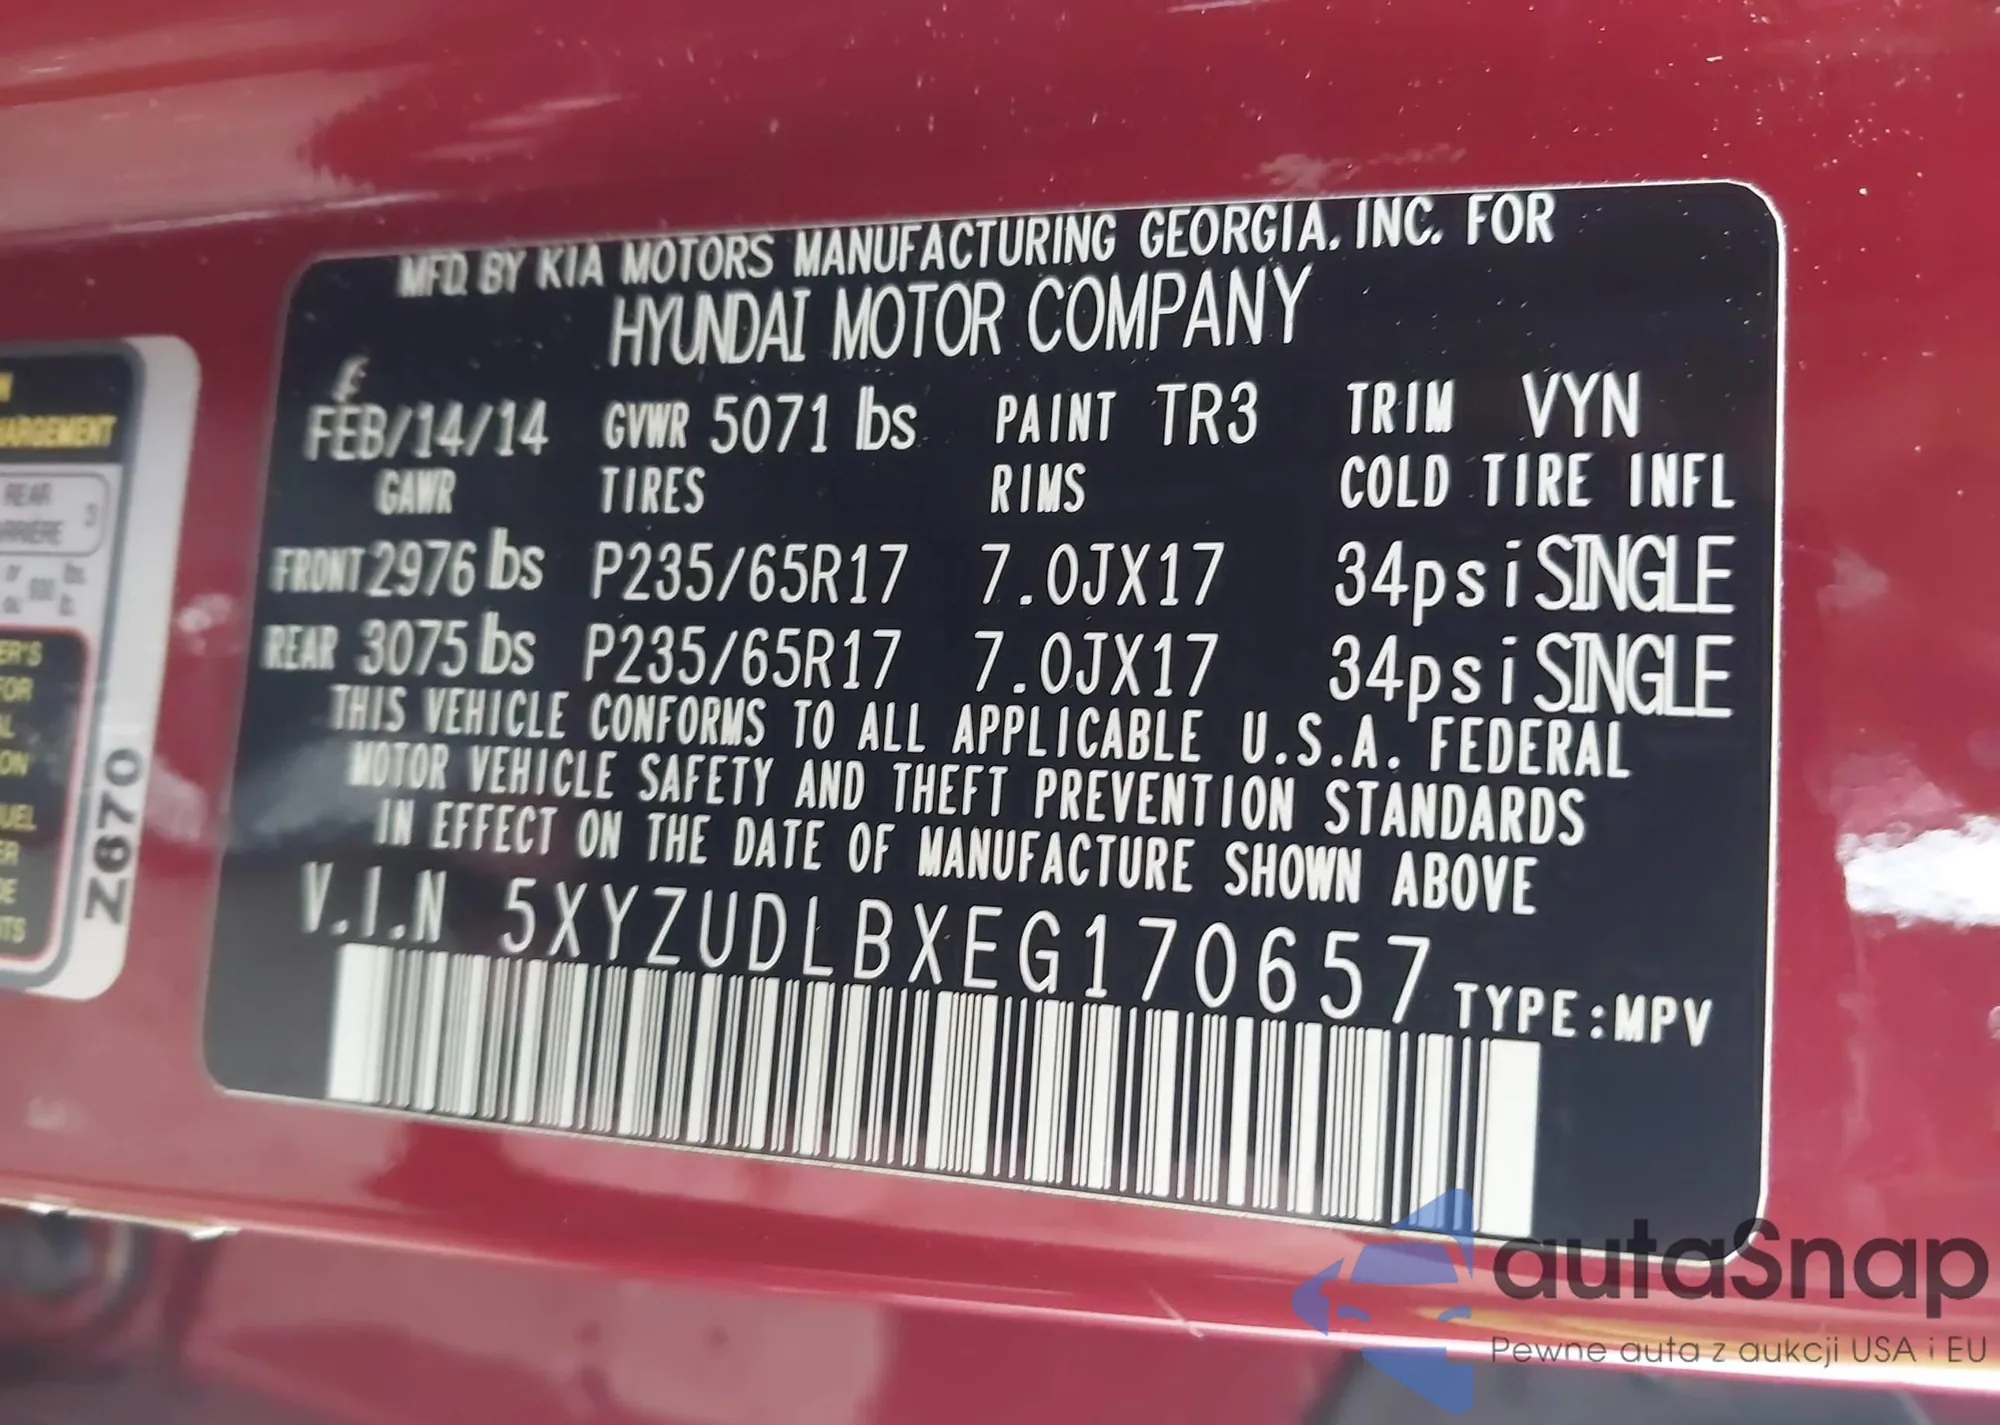 MFD BY KIA MOTORS MANUFACTURING GEORGIA, INC. FOR
HYUNDAI MOTOR COMPANY
FEB/14/14 GVWR 5071 lbs PAINT TR3 TRIM VYN
GAWR TIRES RIMS COLD TIRE INFL
FRONT 2976 lbs P235/65R17 7.0JX17 34psi SINGLE
REAR 3075 lbs P235/65R17 7.0JX17 34psi SINGLE
THIS VEHICLE CONFORMS TO ALL APPLICABLE U.S.A. FEDERAL
MOTOR VEHICLE SAFETY AND THEFT PREVENTION STANDARDS
IN EFFECT ON THE DATE OF MANUFACTURE SHOWN ABOVE
V.I.N 5XYZUDLBXEG170657 TYPE:MPV
REAR
Z670
autaSnap
Pewne auta z aukcji USA i EU